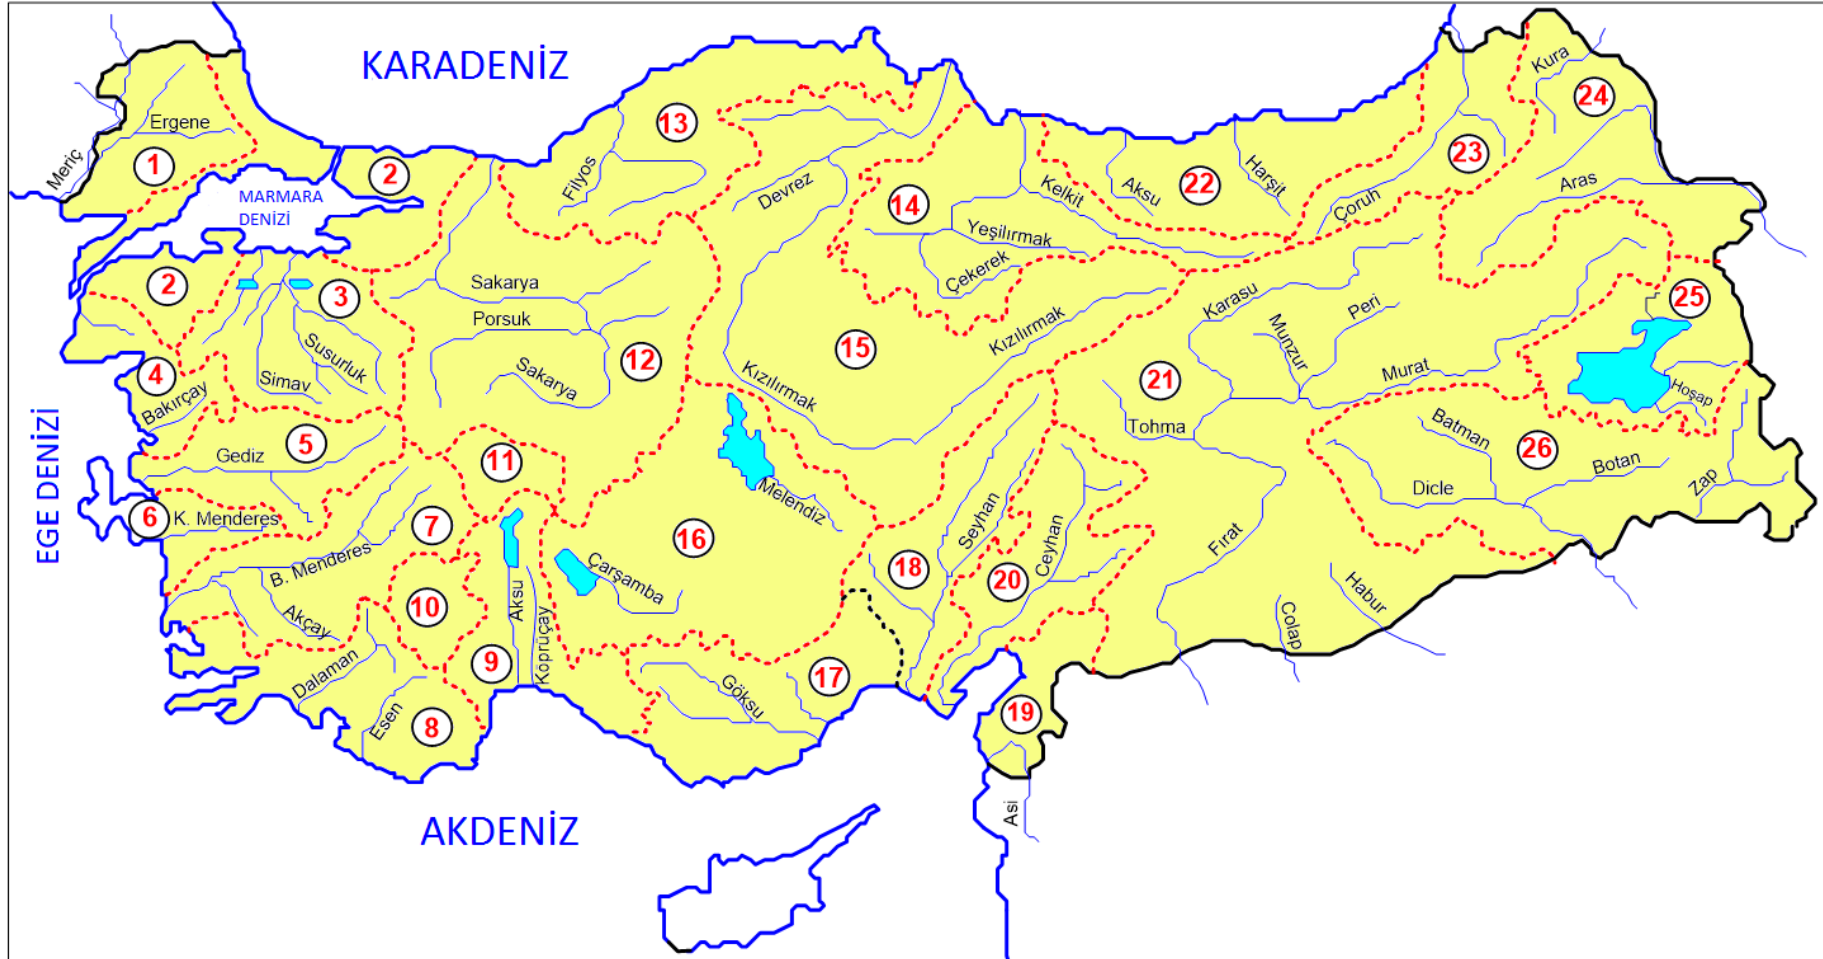 KARADENİZ
Kura
24
13
Ergene
1
Meriç
2
MARMARA
DENİZİ
Filyos
Devrez
14
Kelkit
Aksu
22
Harşit
23
Çoruh
Aras
Yeşilırmak
Çekerek
2
3
Sakarya
Porsuk
12
15
Kızılırmak
Karasu
Peri
Munzur
21
Murat
25
Hoşap
4
Susurluk
Simav
Sakarya
Kızılırmak
Bakırçay
Tohma
Batman
26
Botan
Zap
Dicle
EGE DENİZİ
5
Gediz
11
Melendiz
Seyhan
6
K. Menderes
7
16
Ceyhan
Fırat
B. Menderes
10
Çarşamba
18
20
Habur
Colap
Akçay
Aksu
Köprüçay
9
17
Dalaman
Göksu
Esen
8
19
Asi
AKDENİZ